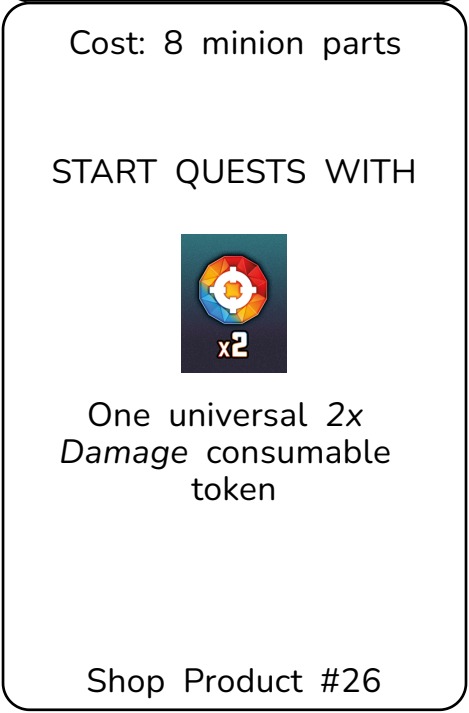 Cost: 8 minion parts
START QUESTS WITH
x2
One universal 2x
Damage consumable
token
Shop Product #26